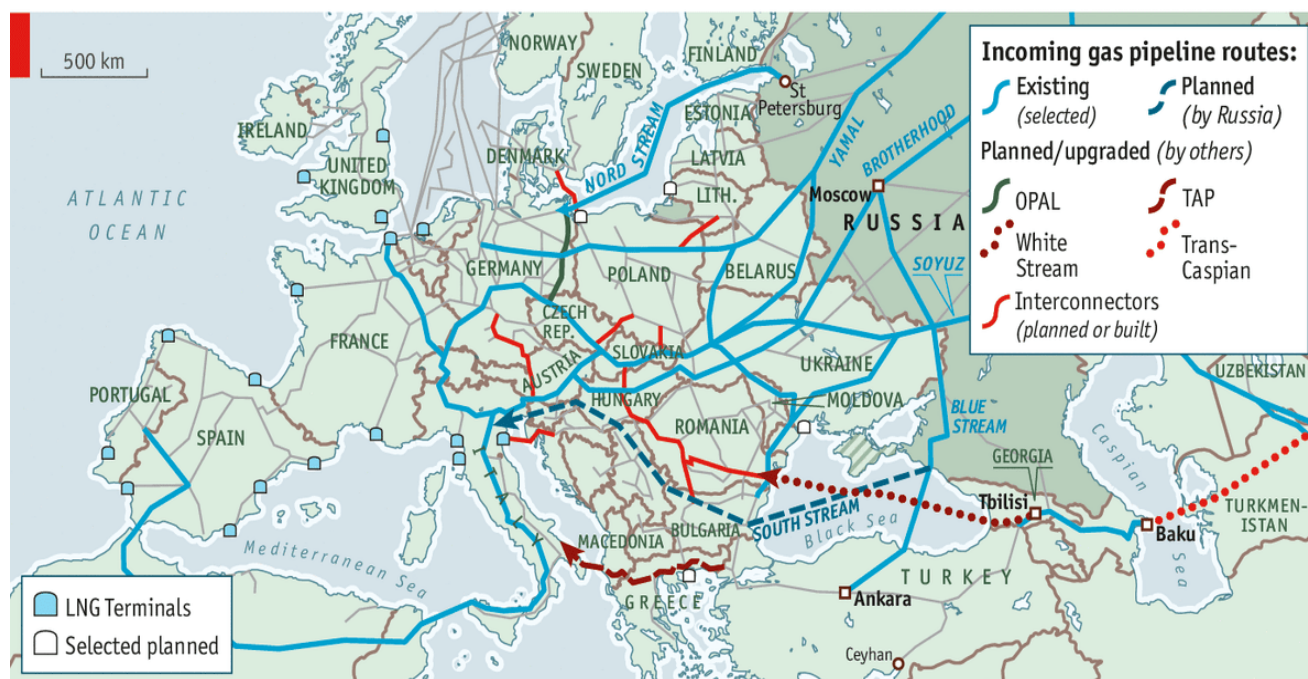 500 km
NORWAY
SWEDEN
FINLAND
St
Petersburg
ESTONIA
LATVIA
LITH.
IRELAND
UNITED
KINGDOM
DENMARK
NORD STREAM
YAMAL
BROTHERHOOD
Moscow
RUSSIA
SOYUZ
ATLANTIC
OCEAN
GERMANY
POLAND
BELARUS
CZECH
REP.
FRANCE
SLOVAKIA
AUSTRIA
UKRAINE
HUNGARY
MOLDOVA
PORTUGAL
SPAIN
ROMANIA
BLUE
STREAM
ITALY
GEORGIA
Tbilisi
Caspian
Sea
UZBEKISTAN
TURKMEN-
ISTAN
Baku
SOUTH STREAM
Black Sea
BULGARIA
MACEDONIA
Mediterranean Sea
GREECE
TURKEY
Ankara
Ceyhan
Incoming gas pipeline routes:
Existing
(selected)
Planned
(by Russia)
Planned/upgraded (by others)
OPAL
TAP
White
Stream
Trans-
Caspian
Interconnectors
(planned or built)
LNG Terminals
Selected planned